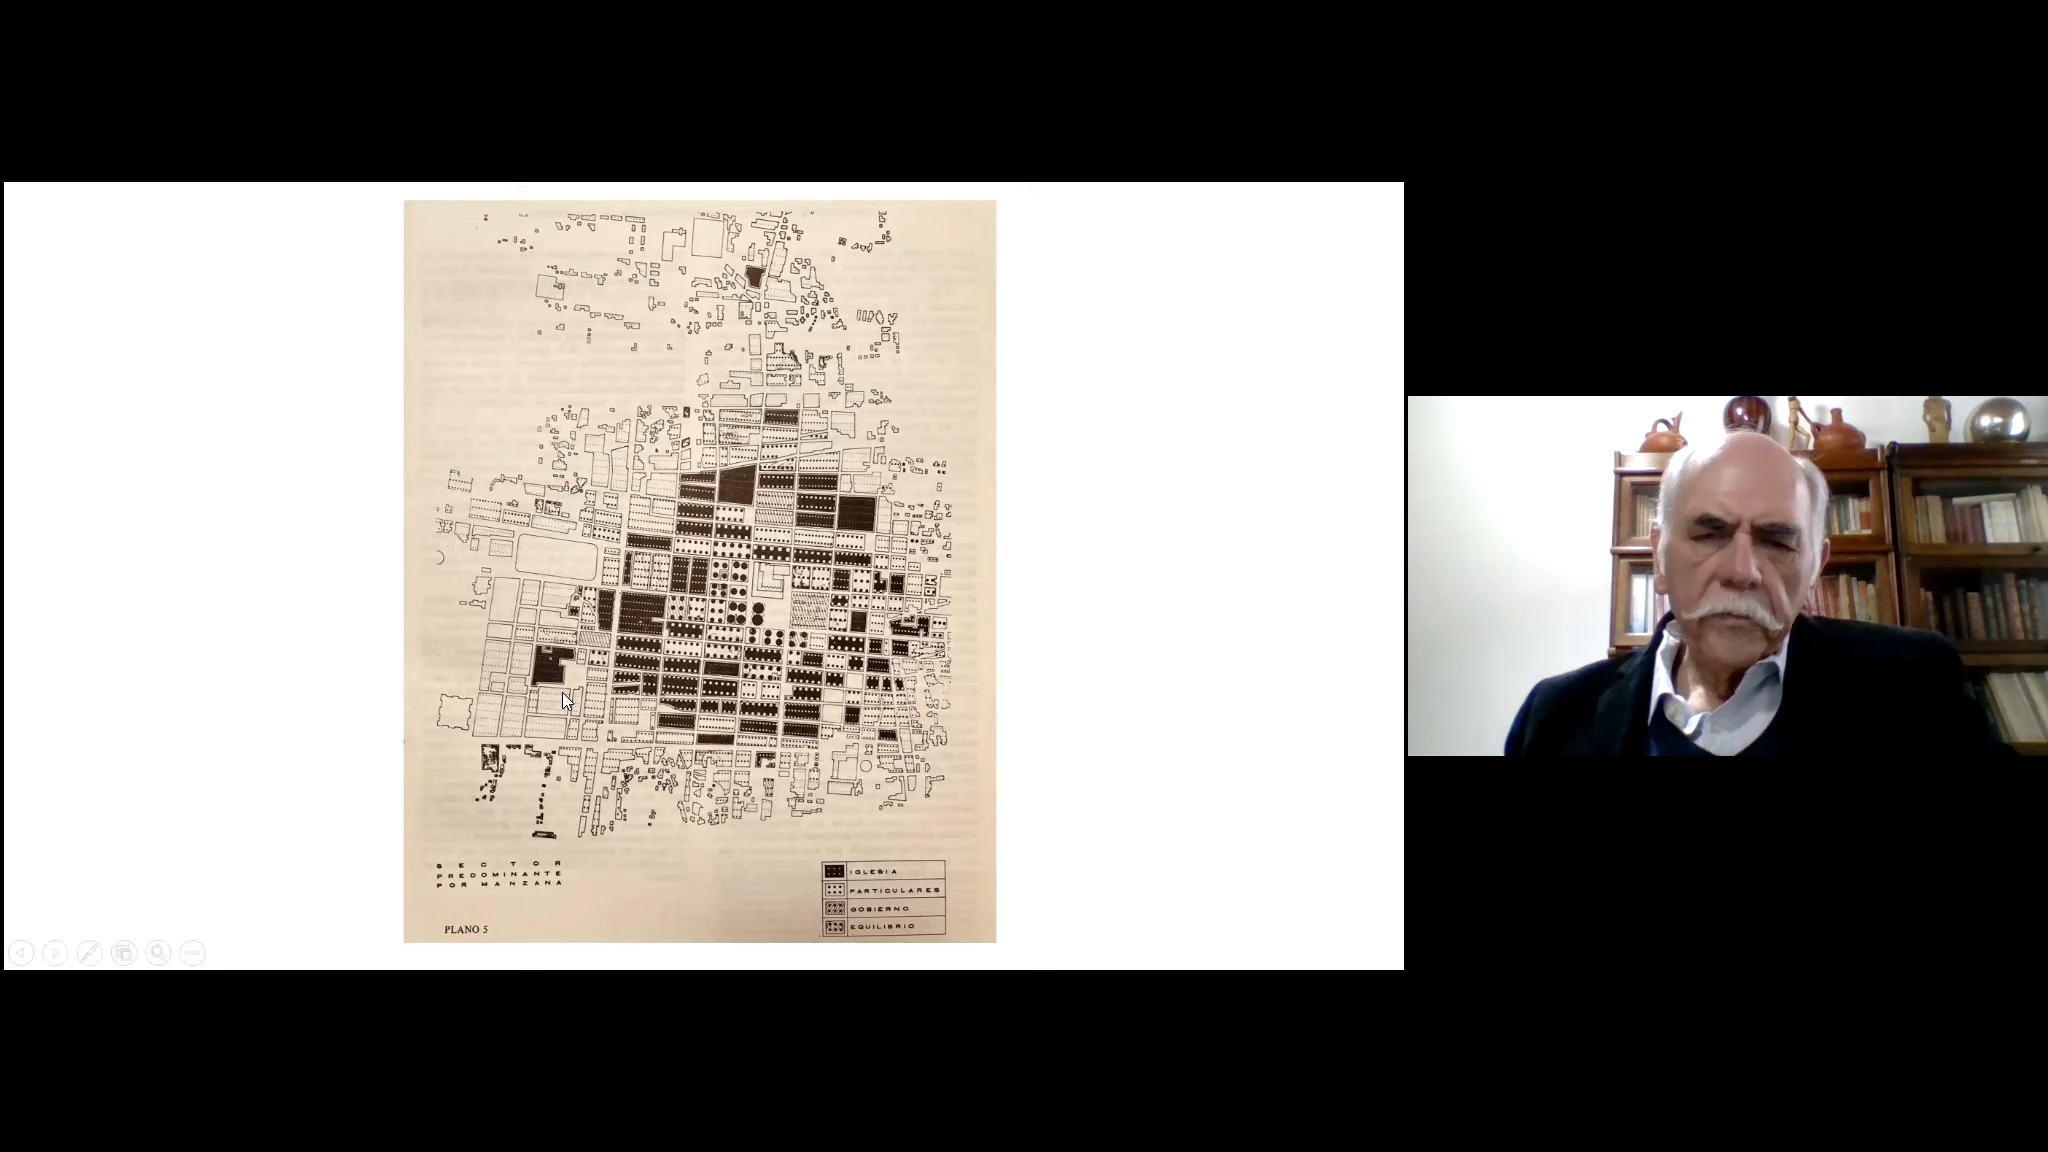 SECTOR
PREDOMINANTE
POR MANZANA
PLANO 5
IGLESIA
PARTICULARES
GOBIERNO
EQUILIBRIO